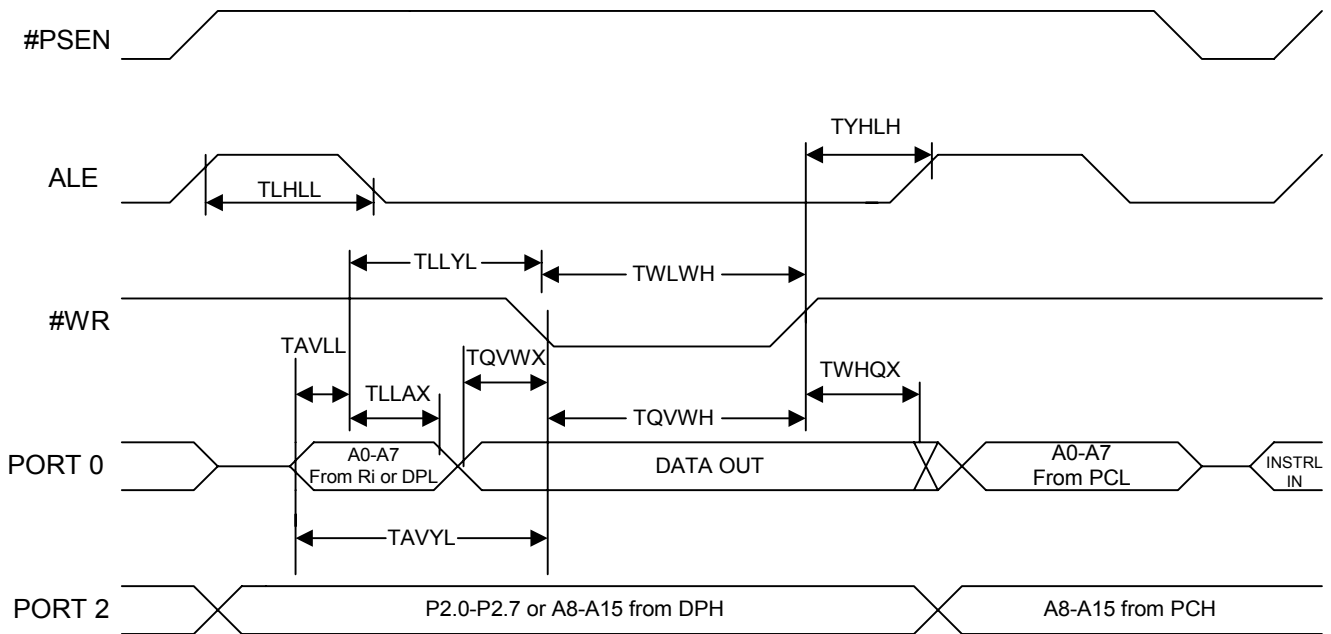 #PSEN
TYHLH
ALE
TLHLL
TLLYL
TWLWH
#WR
TAVLL
TQVWX
TWHQX
TLLAX
TQVWH
PORT 0
A0-A7
From Ri or DPL
DATA OUT
A0-A7
From PCL
INSTRL
IN
TAVYL
PORT 2
P2.0-P2.7 or A8-A15 from DPH
A8-A15 from PCH